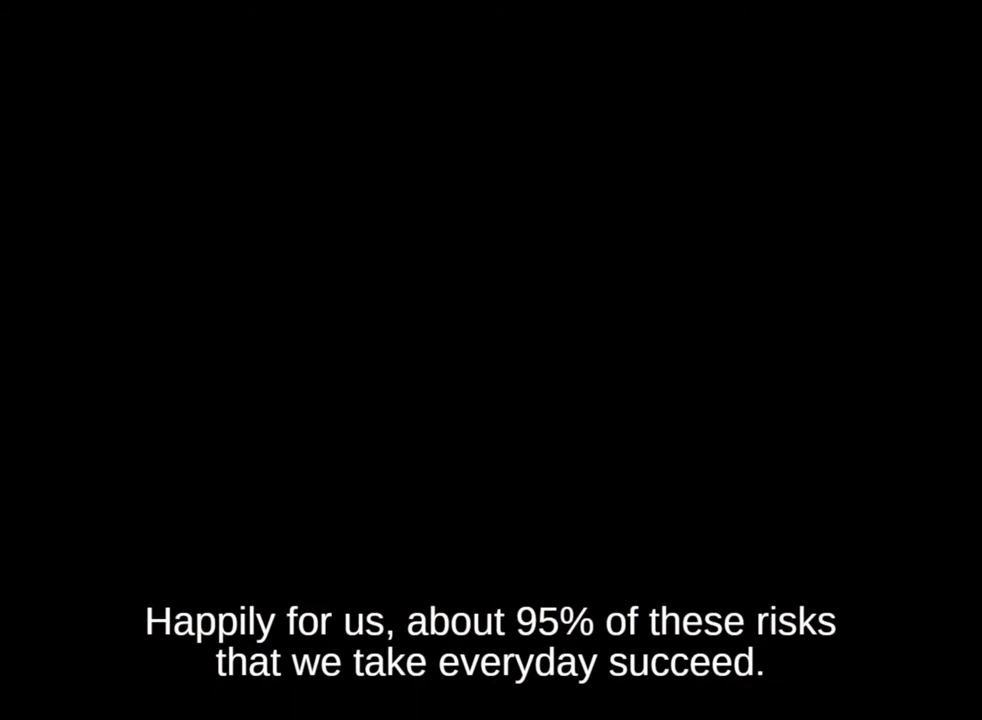 Happily for us, about 95% of these risks
that we take everyday succeed.